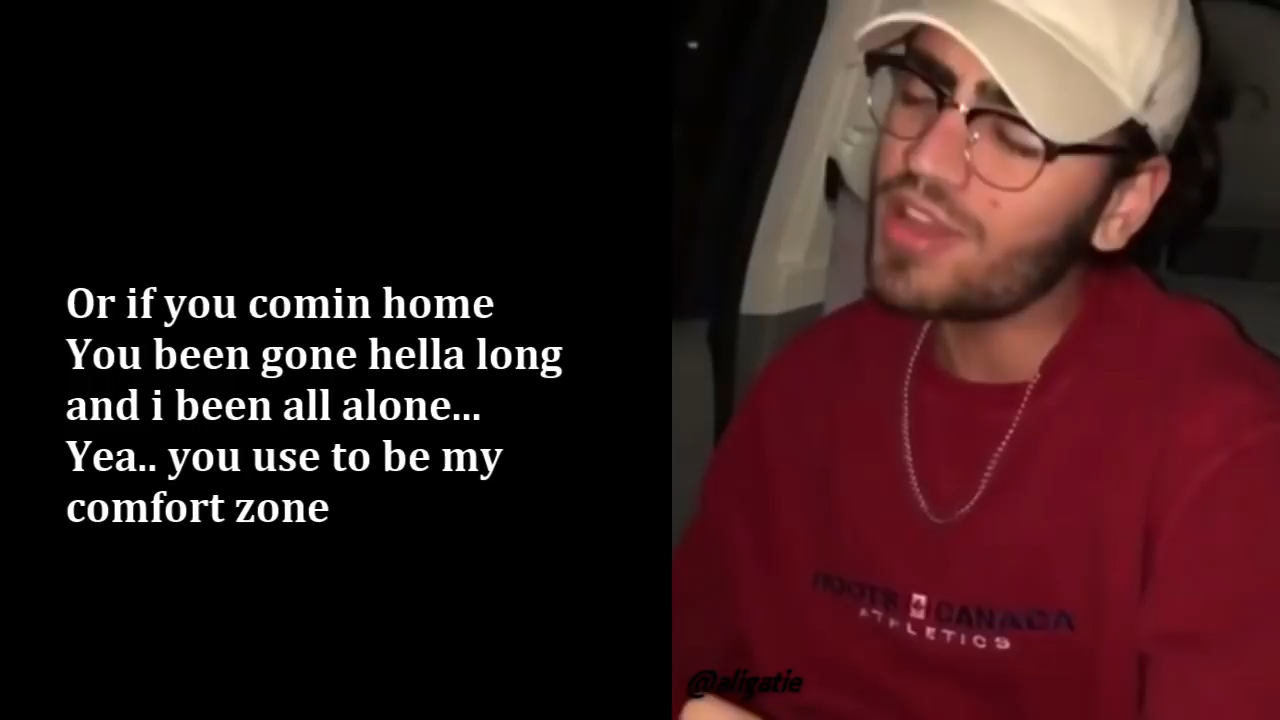 Or if you comin home
You been gone hella long
and i been all alone...
Yea.. you use to be my
comfort zone
ROOTS CANADA
ATHLETICS
@aligatie